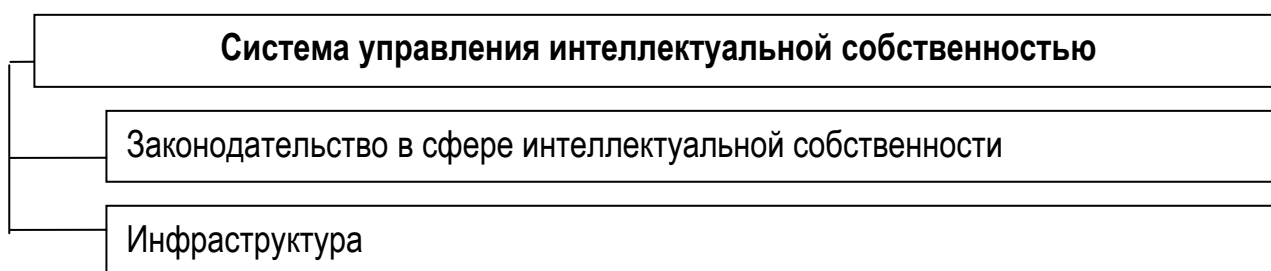 Система управления интеллектуальной собственностью
Законодательство в сфере интеллектуальной собственности
Инфраструктура